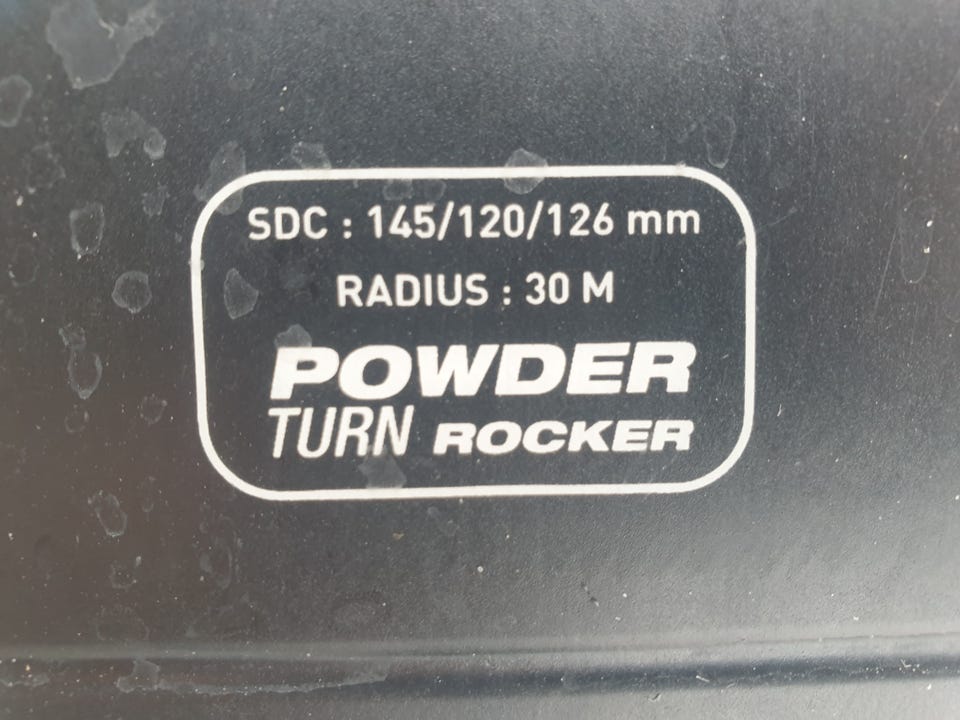 SDC : 145/120/126 mm
RADIUS : 30 M
POWDER
TURN ROCKER